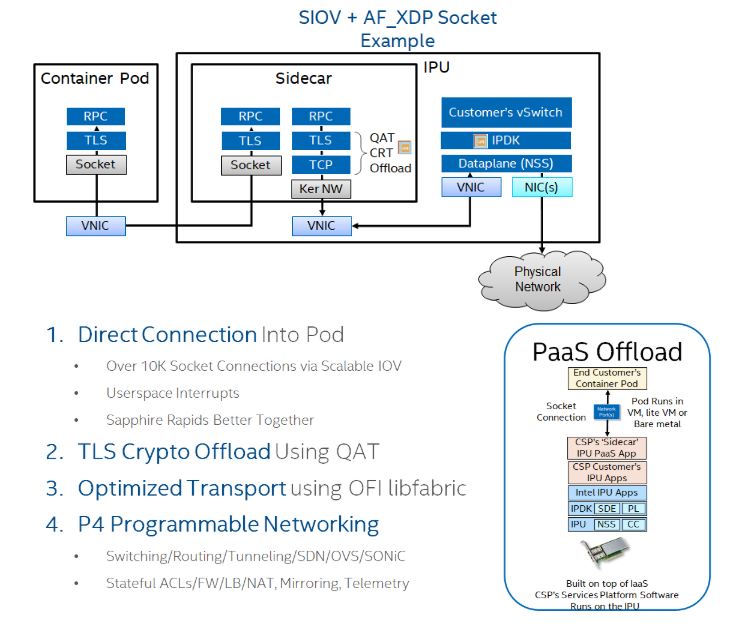 SIOV + AF_XDP Socket
Example
IPU
Container Pod
RPC
TLS
Socket
VNIC
Sidecar
RPC
TLS
Socket
RPC
TLS
TCP
Ker NW
VNIC
QAT
CRT
Offload
Customer's vSwitch
IPDK
Dataplane (NSS)
VNIC
NIC(s)
Physical
Network
1. Direct Connection Into Pod
• Over 10K Socket Connections via Scalable IOV
• Userspace Interrupts
• Sapphire Rapids Better Together
2. TLS Crypto Offload Using QAT
3. Optimized Transport using OFI libfabric
4. P4 Programmable Networking
• Switching/Routing/Tunneling/SDN/OVS/SONiC
• Stateful ACLs/FW/LB/NAT, Mirroring, Telemetry
PaaS Offload
End Customer's
Container Pod
Socket
Connection
Network
Port(s)
Pod Runs in
VM, lite VM or
Bare metal
CSP's 'Sidecar'
IPU PaaS App
CSP Customer's
IPU Apps
Intel IPU Apps
IPDK SDE PL
IPU NSS CC
Built on top of IaaS
CSP's Services Platform Software
Runs on the IPU